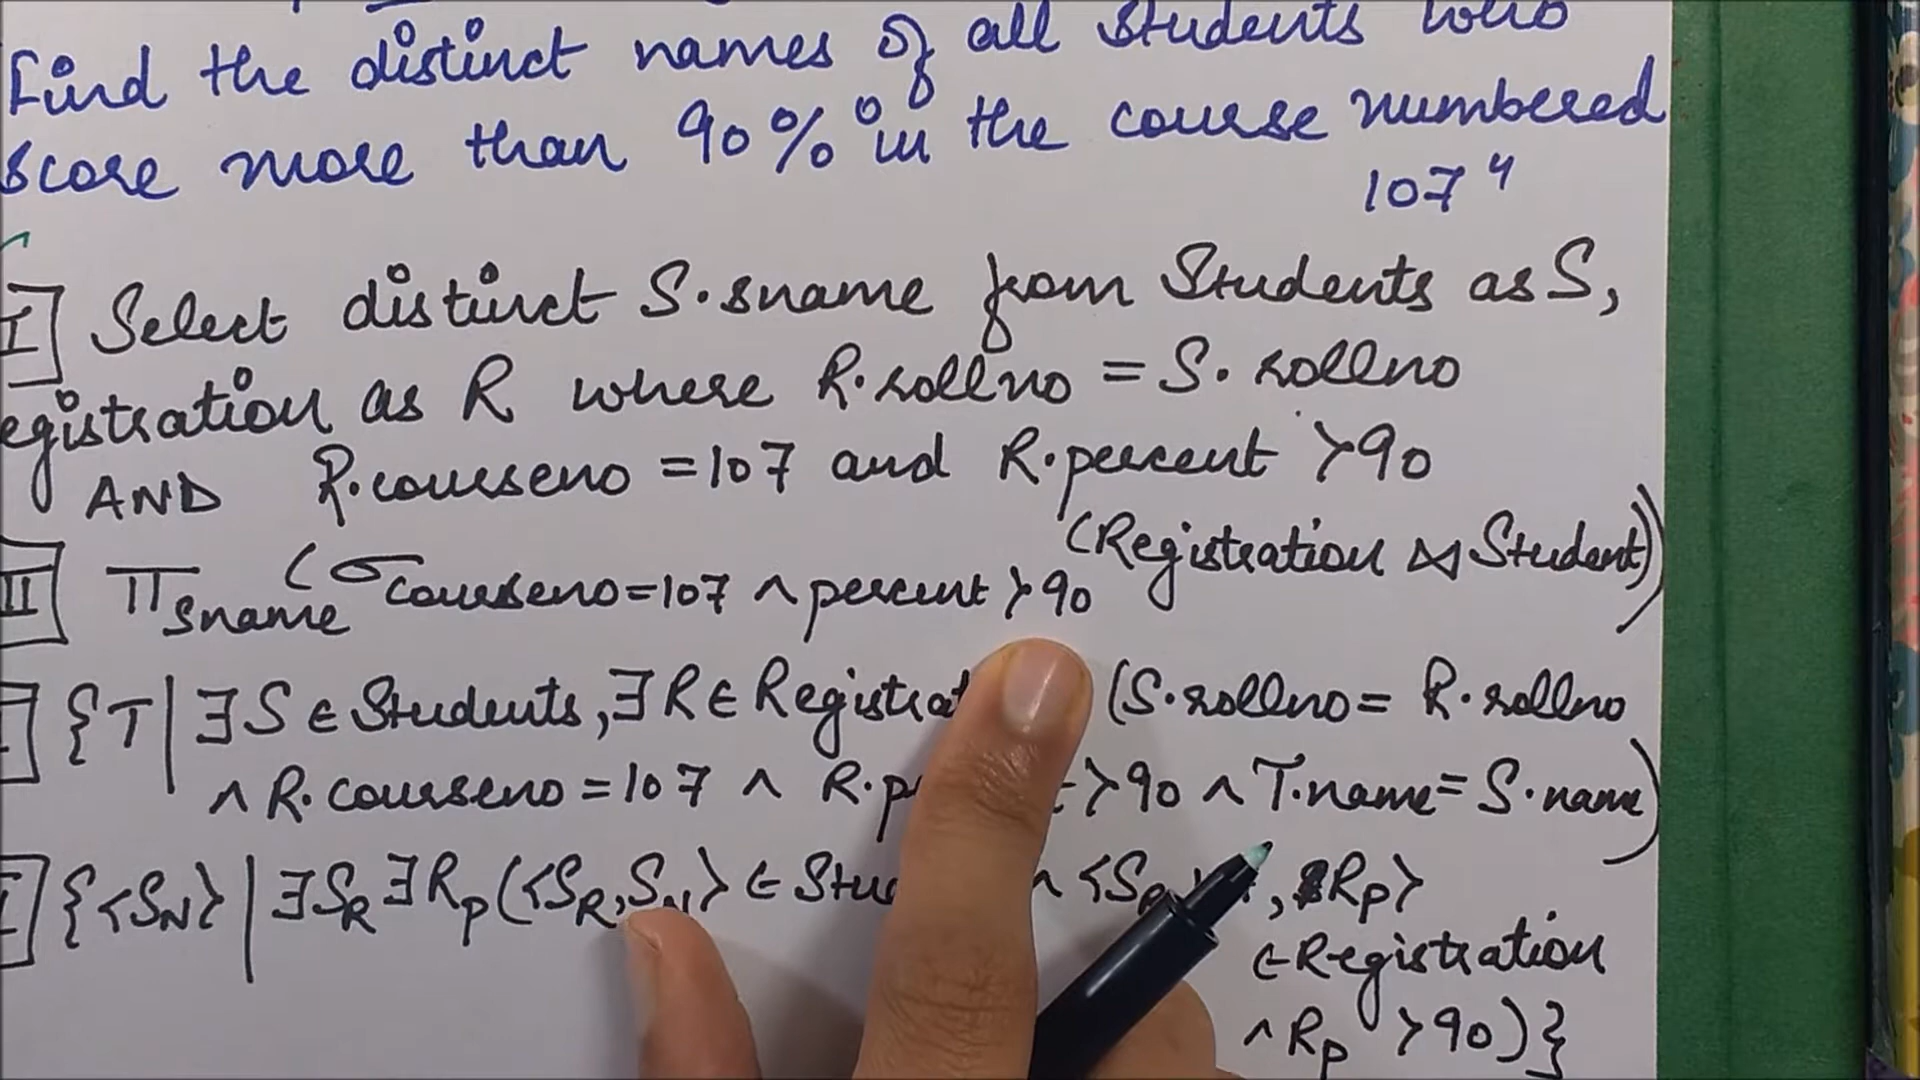 Find the distinct names of all students who
score more than 90% in the course numbered
107"
I] Select distinct S.sname from Students as S,
egistration as R where R.rollno = S.rollno
AND R.courseno = 107 and R.percent >90
II] Π Sname (σ courseno=107 ∧ percent >90 (Registration ⋈ Student))
{T | ∃S ∈ Students, ∃R ∈ Registrat (S.rollno = R.rollno
∧ R.courseno = 107 ∧ R.p >90 ∧ T.name = S.name)
{<SN> | ∃SR ∃Rp (<SR, SN> ∈ Stu ∧ <SR , Rp>
∈ Registration
∧ Rp >90)}